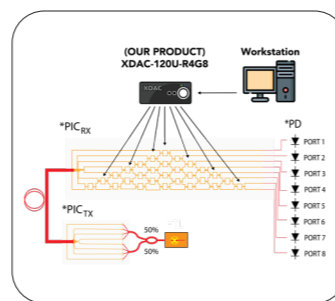 (OUR PRODUCT)
XDAC-120U-R4G8
Workstation
XDAC
*PIC RX
*PD
PORT 1
PORT 2
PORT 3
PORT 4
PORT 5
PORT 6
PORT 7
PORT 8
*PIC TX
50%
50%